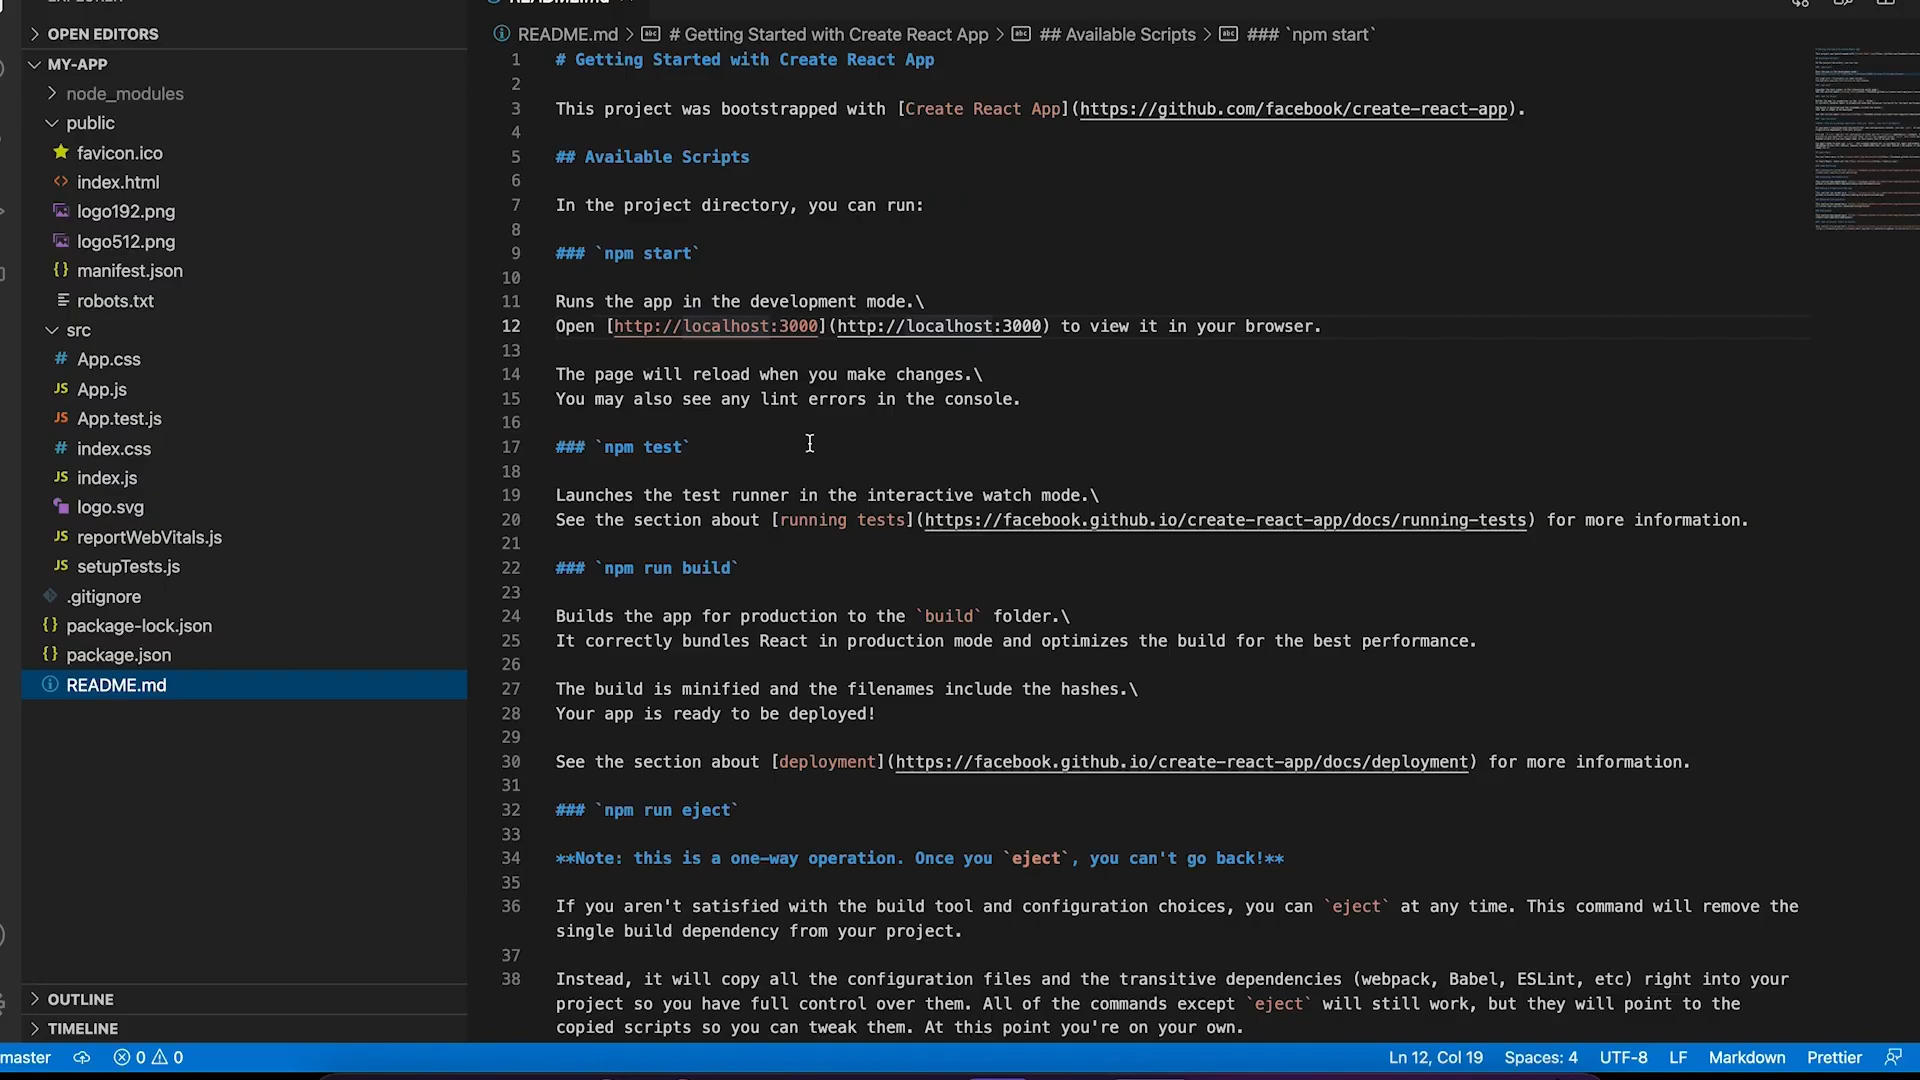 OPEN EDITORS
MY-APP
node_modules
public
favicon.ico
index.html
logo192.png
logo512.png
manifest.json
robots.txt
src
App.css
App.js
App.test.js
index.css
index.js
logo.svg
reportWebVitals.js
setupTests.js
.gitignore
package-lock.json
package.json
README.md
OUTLINE
TIMELINE
README.md > # Getting Started with Create React App > ## Available Scripts > ### `npm start`
1 # Getting Started with Create React App
2
3 This project was bootstrapped with [Create React App](https://github.com/facebook/create-react-app).
4
5 ## Available Scripts
6
7 In the project directory, you can run:
8
9 ### `npm start`
10
11 Runs the app in the development mode.\
12 Open [http://localhost:3000](http://localhost:3000) to view it in your browser.
13
14 The page will reload when you make changes.\
15 You may also see any lint errors in the console.
16
17 ### `npm test`
18
19 Launches the test runner in the interactive watch mode.\
20 See the section about [running tests](https://facebook.github.io/create-react-app/docs/running-tests) for more information.
21
22 ### `npm run build`
23
24 Builds the app for production to the `build` folder.\
25 It correctly bundles React in production mode and optimizes the build for the best performance.
26
27 The build is minified and the filenames include the hashes.\
28 Your app is ready to be deployed!
29
30 See the section about [deployment](https://facebook.github.io/create-react-app/docs/deployment) for more information.
31
32 ### `npm run eject`
33
34 **Note: this is a one-way operation. Once you `eject`, you can't go back!**
35
36 If you aren't satisfied with the build tool and configuration choices, you can `eject` at any time. This command will remove the
single build dependency from your project.
37
38 Instead, it will copy all the configuration files and the transitive dependencies (webpack, Babel, ESLint, etc) right into your
project so you have full control over them. All of the commands except `eject` will still work, but they will point to the
copied scripts so you can tweak them. At this point you're on your own.
master 0 0 Ln 12, Col 19 Spaces: 4 UTF-8 LF Markdown Prettier